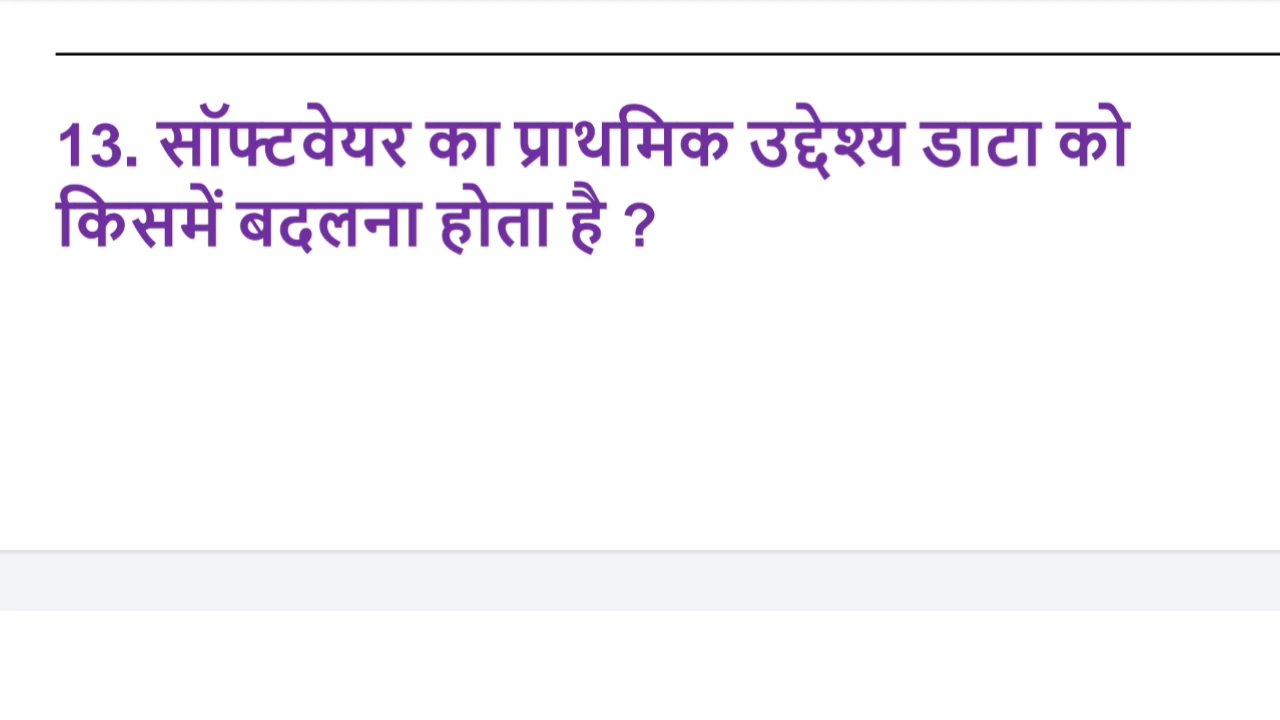 13. सॉफ्टवेयर का प्राथमिक उद्देश्य डाटा को
किसमें बदलना होता है ?